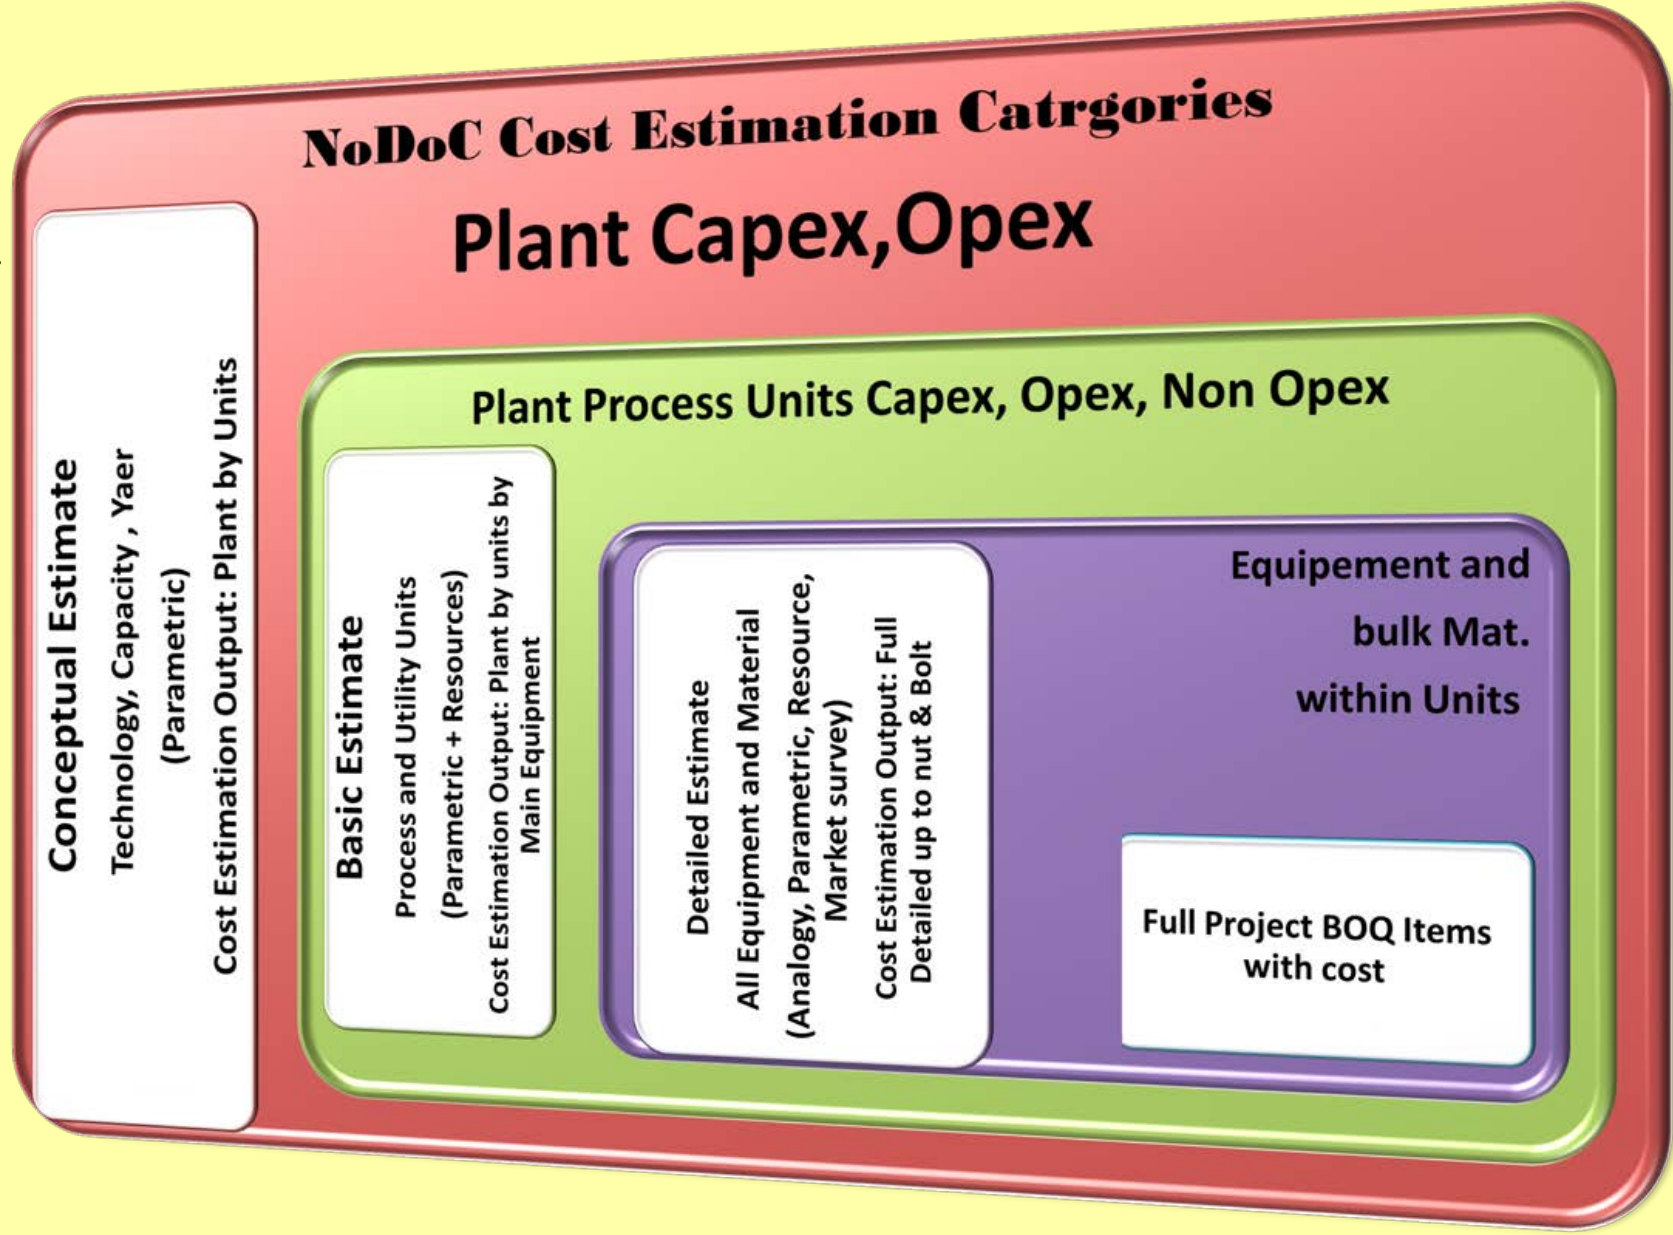 NoDoC Cost Estimation Catrgories
Plant Capex,Opex
Conceptual Estimate
Technology, Capacity , Yaer
(Parametric)
Cost Estimation Output: Plant by Units
Plant Process Units Capex, Opex, Non Opex
Basic Estimate
Process and Utility Units
(Parametric + Resources)
Cost Estimation Output: Plant by units by
Main Equipment
Detailed Estimate
All Equipment and Material
(Analogy, Parametric, Resource,
Market survey)
Cost Estimation Output: Full
Detailed up to nut & Bolt
Equipement and
bulk Mat.
within Units
Full Project BOQ Items
with cost